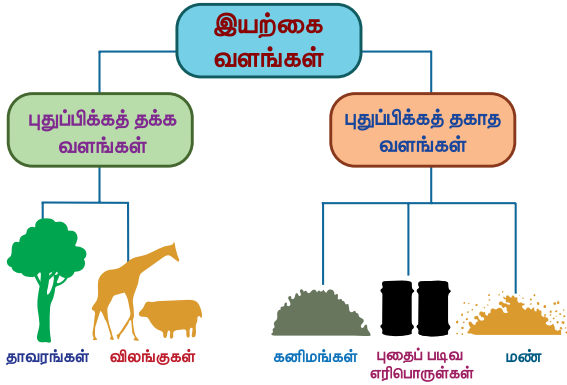 இயற்கை
வளங்கள்
புதுப்பிக்கத் தக்க
வளங்கள்
புதுப்பிக்கத் தகாத
வளங்கள்
தாவரங்கள்
விலங்குகள்
கனிமங்கள்
புதைப் படிவ
எரிபொருள்கள்
மண்